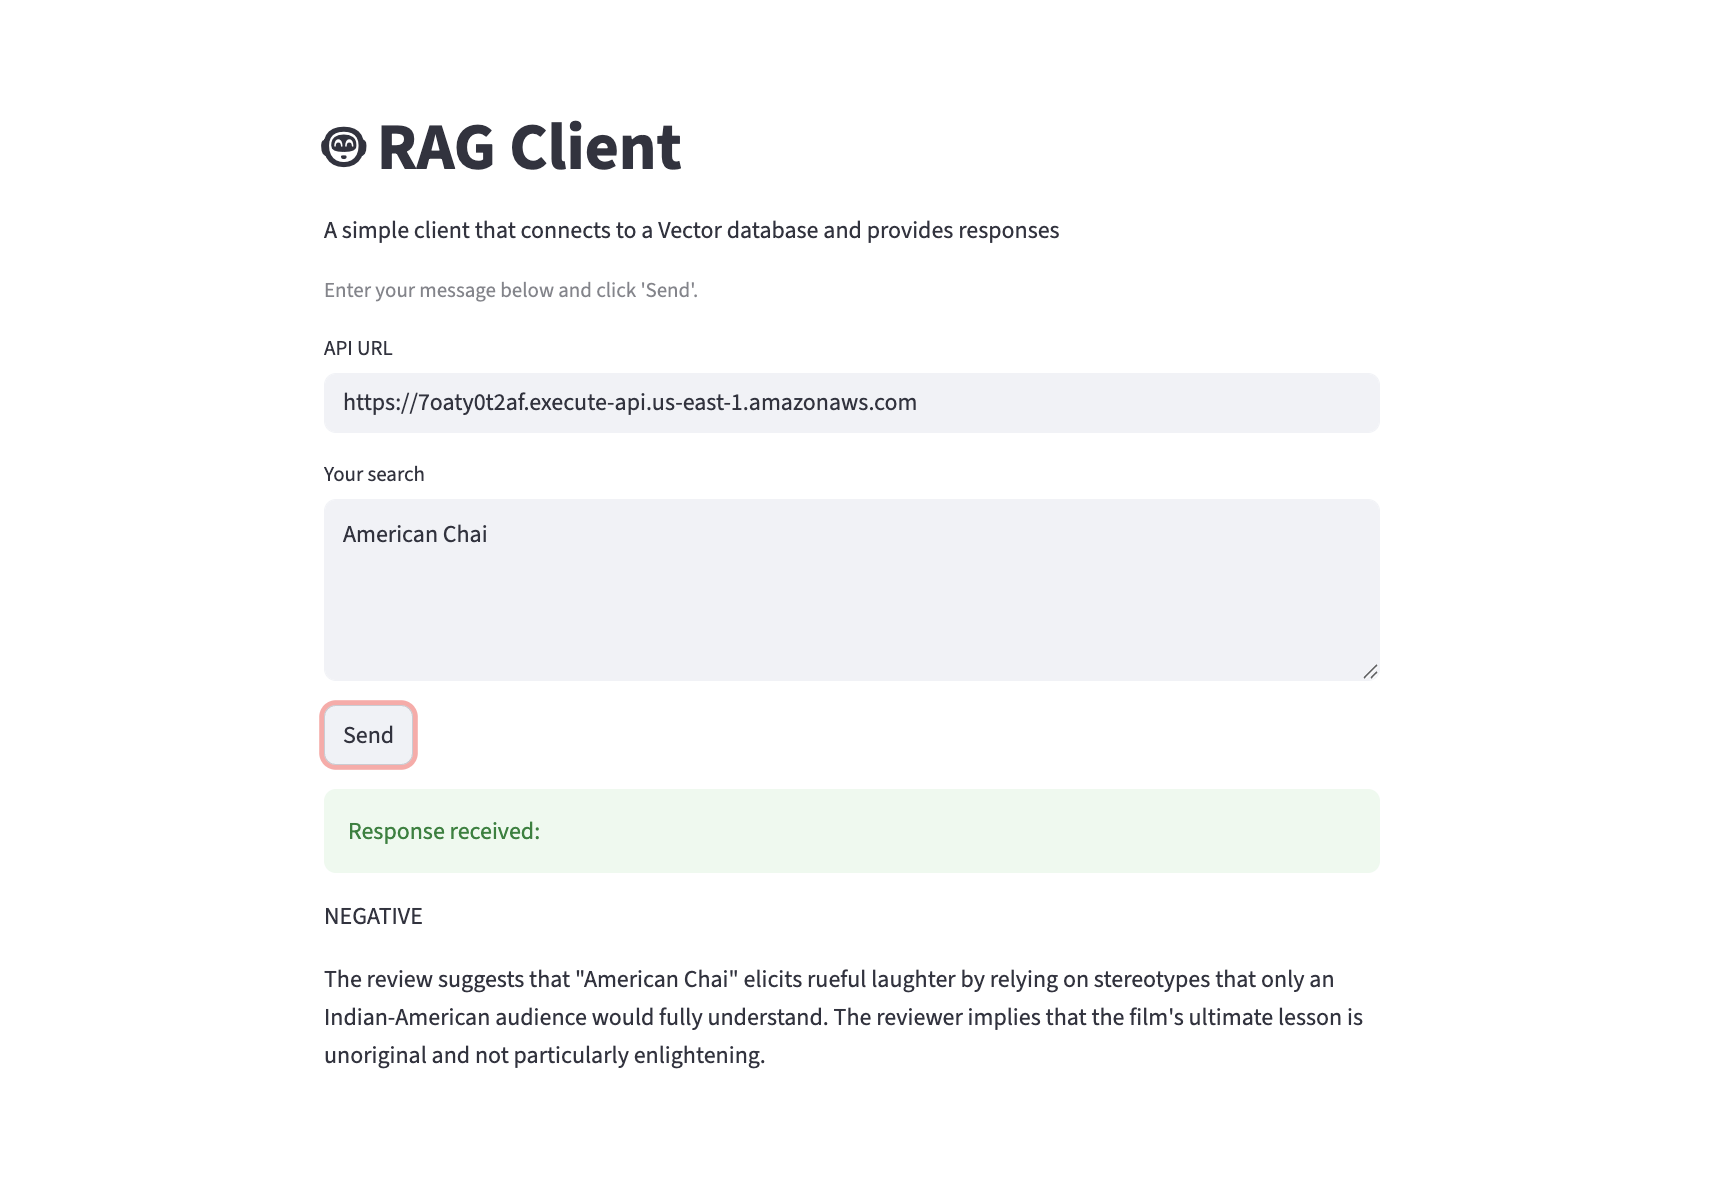 RAG Client
A simple client that connects to a Vector database and provides responses
Enter your message below and click 'Send'.
API URL
https://7oaty0t2af.execute-api.us-east-1.amazonaws.com
Your search
American Chai
Send
Response received:
NEGATIVE
The review suggests that "American Chai" elicits rueful laughter by relying on stereotypes that only an
Indian-American audience would fully understand. The reviewer implies that the film's ultimate lesson is
unoriginal and not particularly enlightening.